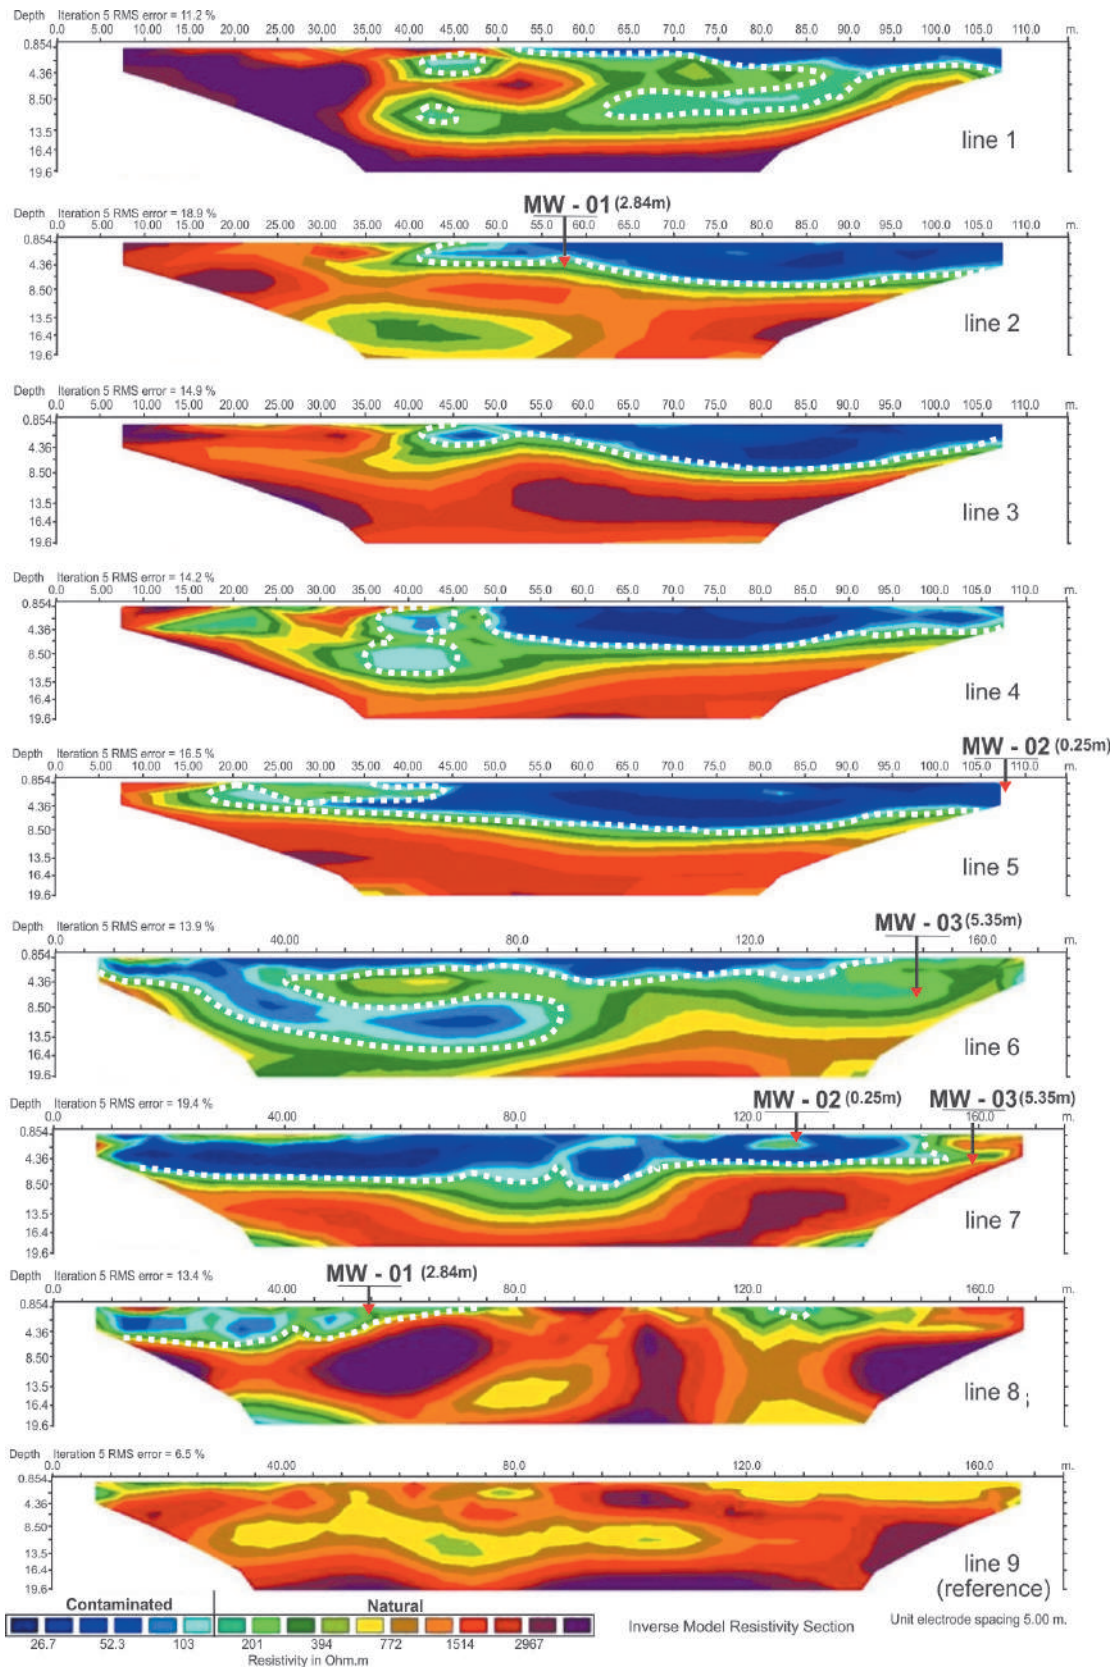 Depth Iteration 5 RMS error = 11.2 %
0.0 5.00 10.00 15.00 20.00 25.00 30.00 35.00 40.00 45.00 50.00 55.0 60.0 65.0 70.0 75.0 80.0 85.0 90.0 95.0 100.0 105.0 110.0 m.
0.854
4.36
8.50
13.5
16.4
19.6
line 1
MW - 01 (2.84m)
Depth Iteration 5 RMS error = 18.9 %
0.0 5.00 10.00 15.00 20.00 25.00 30.00 35.00 40.00 45.00 50.00 55.0 60.0 65.0 70.0 75.0 80.0 85.0 90.0 95.0 100.0 105.0 110.0 m.
0.854
4.36
8.50
13.5
16.4
19.6
line 2
Depth Iteration 5 RMS error = 14.9 %
0.0 5.00 10.00 15.00 20.00 25.00 30.00 35.00 40.00 45.00 50.00 55.0 60.0 65.0 70.0 75.0 80.0 85.0 90.0 95.0 100.0 105.0 110.0 m.
0.854
4.36
8.50
13.5
16.4
19.6
line 3
Depth Iteration 5 RMS error = 14.2 %
0.0 5.00 10.00 15.00 20.00 25.00 30.00 35.00 40.00 45.00 50.00 55.0 60.0 65.0 70.0 75.0 80.0 85.0 90.0 95.0 100.0 105.0 110.0 m.
0.854
4.36
8.50
13.5
16.4
19.6
line 4
MW - 02 (0.25m)
Depth Iteration 5 RMS error = 16.5 %
0.0 5.00 10.00 15.00 20.00 25.00 30.00 35.00 40.00 45.00 50.00 55.0 60.0 65.0 70.0 75.0 80.0 85.0 90.0 95.0 100.0 105.0 110.0 m.
0.854
4.36
8.50
13.5
16.4
19.6
line 5
MW - 03 (5.35m)
Depth Iteration 5 RMS error = 13.9 %
0.0 40.00 80.0 120.0 160.0 m.
0.854
4.36
8.50
13.5
16.4
19.6
line 6
MW - 02 (0.25m) MW - 03 (5.35m)
Depth Iteration 5 RMS error = 19.4 %
0.0 40.00 80.0 120.0 160.0 m.
0.854
4.36
8.50
13.5
16.4
19.6
line 7
MW - 01 (2.84m)
Depth Iteration 5 RMS error = 13.4 %
0.0 40.00 80.0 120.0 160.0 m.
0.854
4.36
8.50
13.5
16.4
19.6
line 8
Depth Iteration 5 RMS error = 6.5 %
0.0 40.00 80.0 120.0 160.0 m.
0.854
4.36
8.50
13.5
16.4
19.6
line 9
(reference)
Contaminated Natural
26.7 52.3 103 201 394 772 1514 2967
Resistivity in Ohm.m
Inverse Model Resistivity Section
Unit electrode spacing 5.00 m.